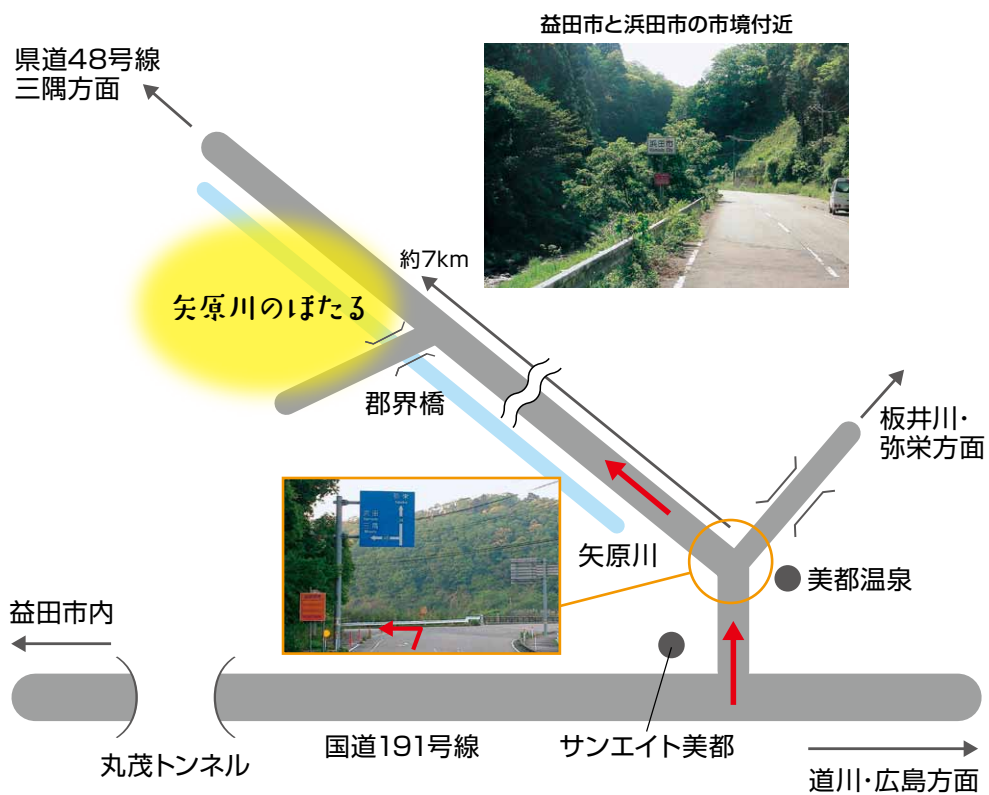 益田市と浜田市の市境付近
県道48号線
三隅方面
浜田市
約7km
矢原川のほたる
郡界橋
板井川・
弥栄方面
矢原川
美都温泉
益田市内
国道191号線
サンエイト美都
丸茂トンネル
道川・広島方面